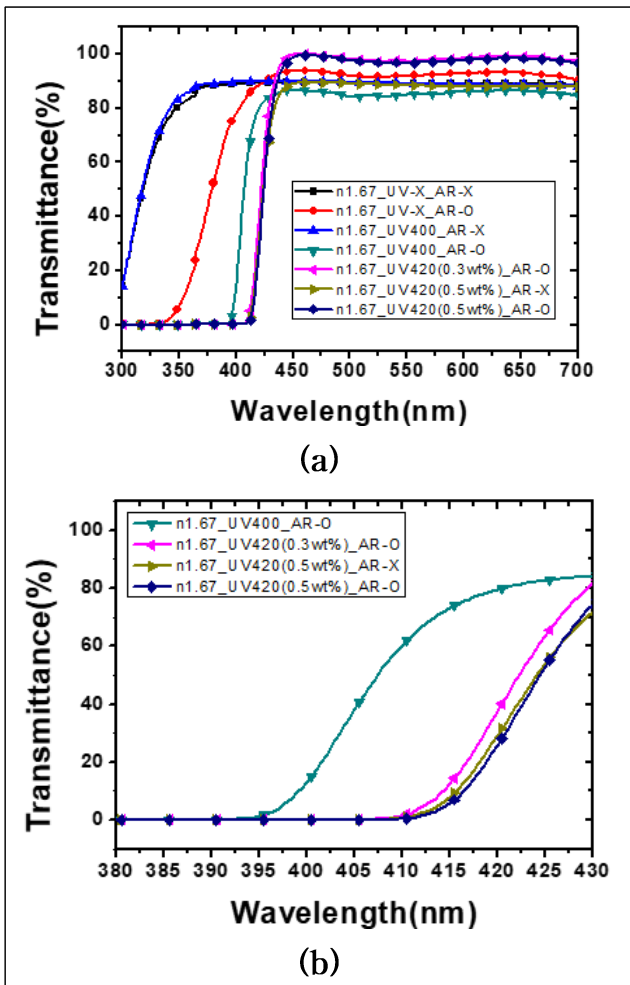 Transmittance(%)
100
80
60
40
20
0
n1.67_UV-X_AR-X
n1.67_UV-X_AR-O
n1.67_UV400_AR-X
n1.67_UV400_AR-O
n1.67_UV420(0.3wt%)_AR-O
n1.67_UV420(0.5wt%)_AR-X
n1.67_UV420(0.5wt%)_AR-O
300 350 400 450 500 550 600 650 700
Wavelength(nm)
(a)
Transmittance(%)
100
80
60
40
20
0
n1.67_UV400_AR-O
n1.67_UV420(0.3wt%)_AR-O
n1.67_UV420(0.5wt%)_AR-X
n1.67_UV420(0.5wt%)_AR-O
380 385 390 395 400 405 410 415 420 425 430
Wavelength(nm)
(b)